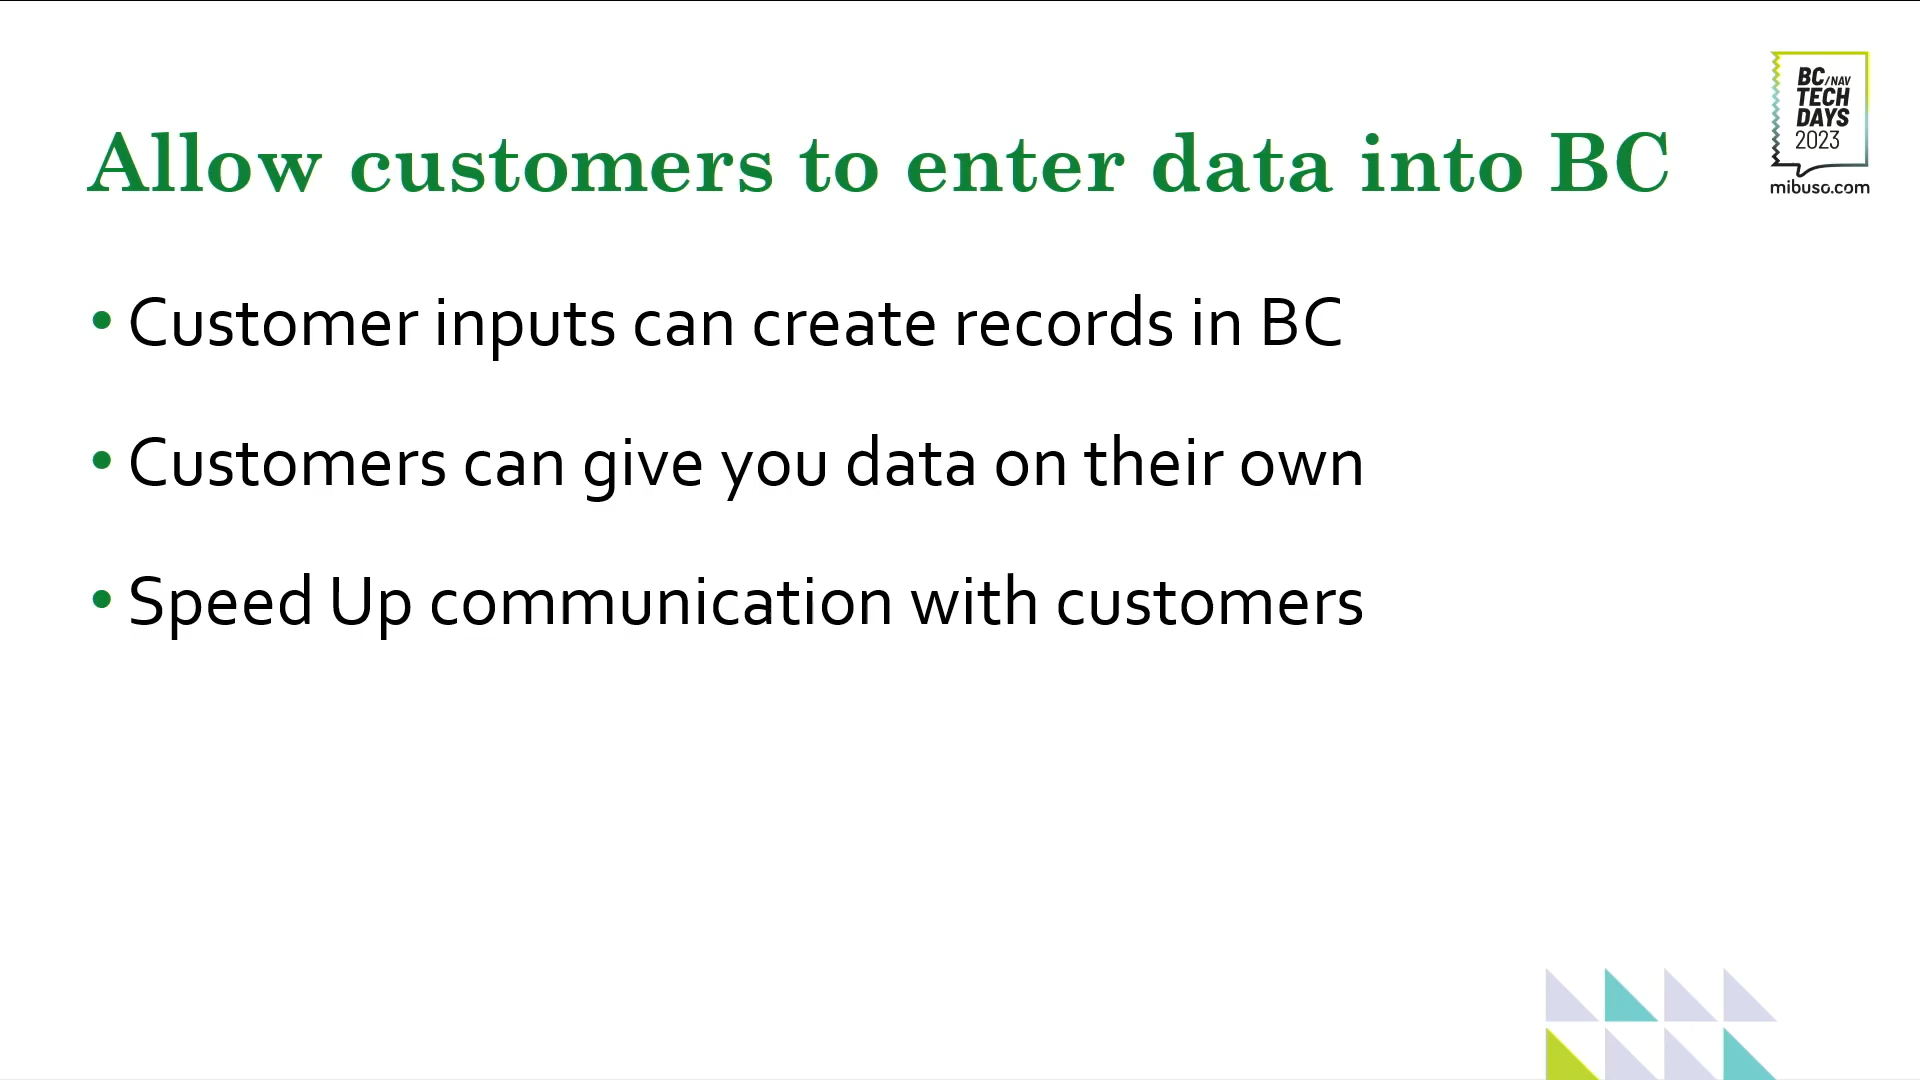 Allow customers to enter data into BC
BC/NAV
TECH
DAYS
2023
mibuso.com
• Customer inputs can create records in BC
• Customers can give you data on their own
• Speed Up communication with customers